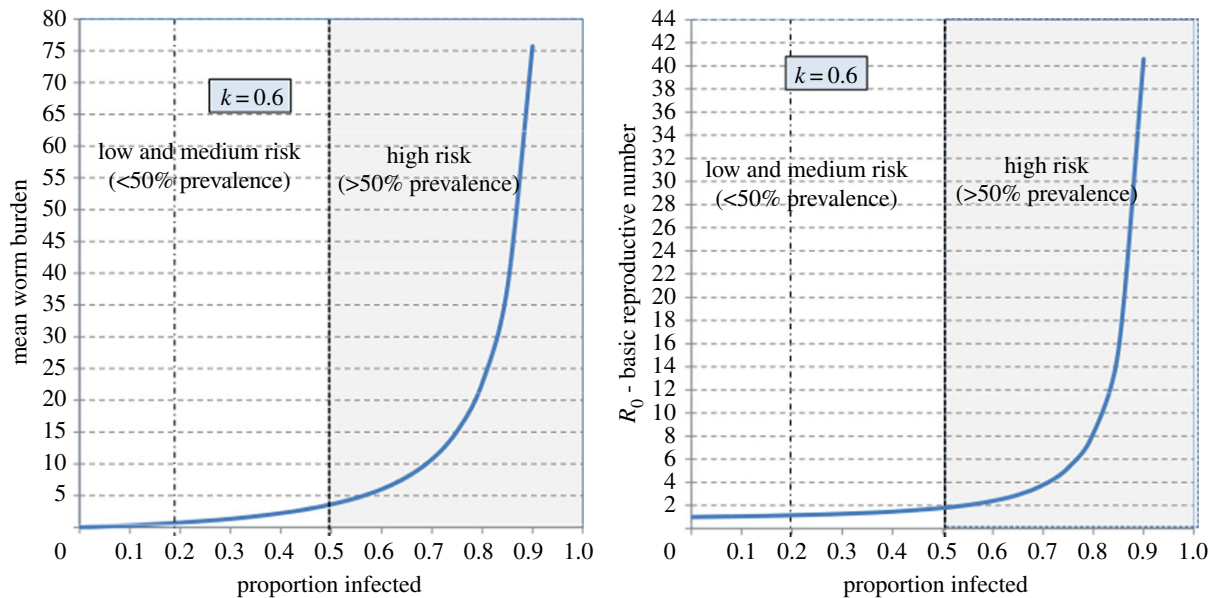 80
75
70
65
60
55
50
45
40
35
30
25
20
15
10
5
0
mean worm burden
k = 0.6
low and medium risk
(<50% prevalence)
high risk
(>50% prevalence)
0.1 0.2 0.3 0.4 0.5 0.6 0.7 0.8 0.9 1.0
proportion infected
44
42
40
38
36
34
32
30
28
26
24
22
20
18
16
14
12
10
8
6
4
2
0
R0 - basic reproductive number
k = 0.6
low and medium risk
(<50% prevalence)
high risk
(>50% prevalence)
0.1 0.2 0.3 0.4 0.5 0.6 0.7 0.8 0.9 1.0
proportion infected